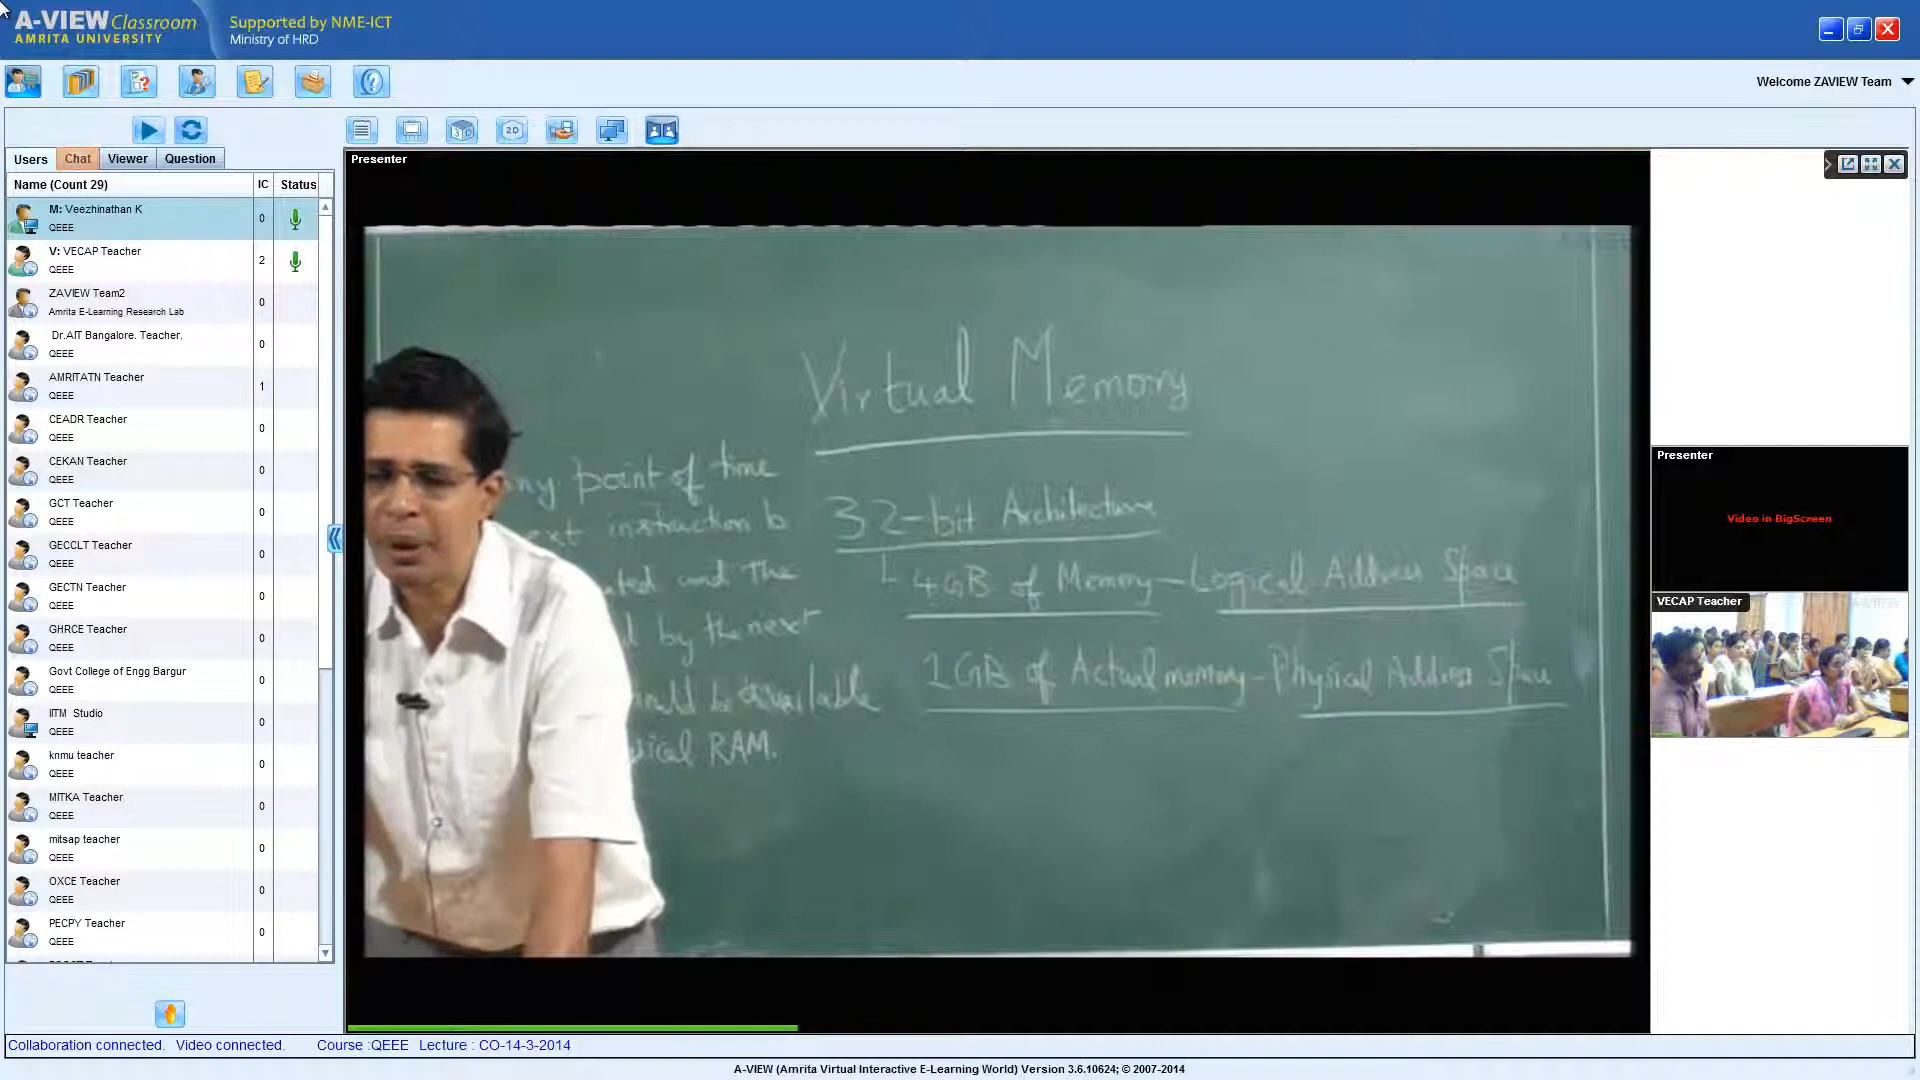 A-VIEW Classroom
AMRITA UNIVERSITY
Supported by NME-ICT
Ministry of HRD
Welcome ZAVIEW Team
3D
2D
Users
Chat
Viewer
Question
Name (Count 29)
IC
Status
M: Veezhinathan K
QEEE
0
V: VECAP Teacher
QEEE
2
ZAVIEW Team2
Amrita E-Learning Research Lab
0
Dr.AIT Bangalore. Teacher.
QEEE
0
AMRITATN Teacher
QEEE
1
CEADR Teacher
QEEE
0
CEKAN Teacher
QEEE
0
GCT Teacher
QEEE
0
GECCLT Teacher
QEEE
0
GECTN Teacher
QEEE
0
GHRCE Teacher
QEEE
0
Govt College of Engg Bargur
QEEE
0
IITM Studio
QEEE
0
knmu teacher
QEEE
0
MITKA Teacher
QEEE
0
mitsap teacher
QEEE
0
OXCE Teacher
QEEE
0
PECPY Teacher
QEEE
0
Presenter
Virtual Memory
point of time
instruction
and the
by the next
RAM.
32-bit Architecture
4GB of Memory - Logical Address Space
1GB of Actual memory - Physical Address Space
Presenter
Video in BigScreen
VECAP Teacher
A-VIEW
Collaboration connected. Video connected. Course :QEEE Lecture : CO-14-3-2014
A-VIEW (Amrita Virtual Interactive E-Learning World) Version 3.6.10624; © 2007-2014